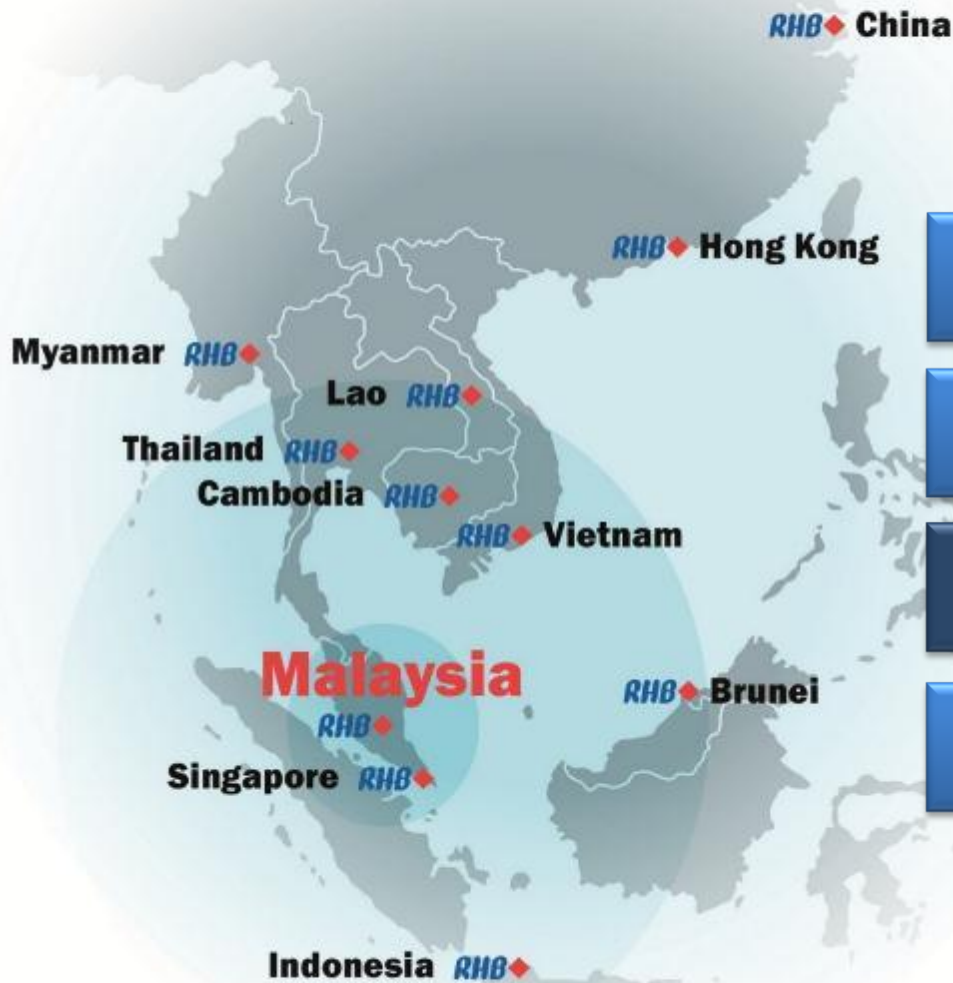 RHB China
RHB Hong Kong
Myanmar RHB
Lao RHB
Thailand RHB
Cambodia RHB
RHB Vietnam
Malaysia
RHB
RHB Brunei
Singapore RHB
Indonesia RHB